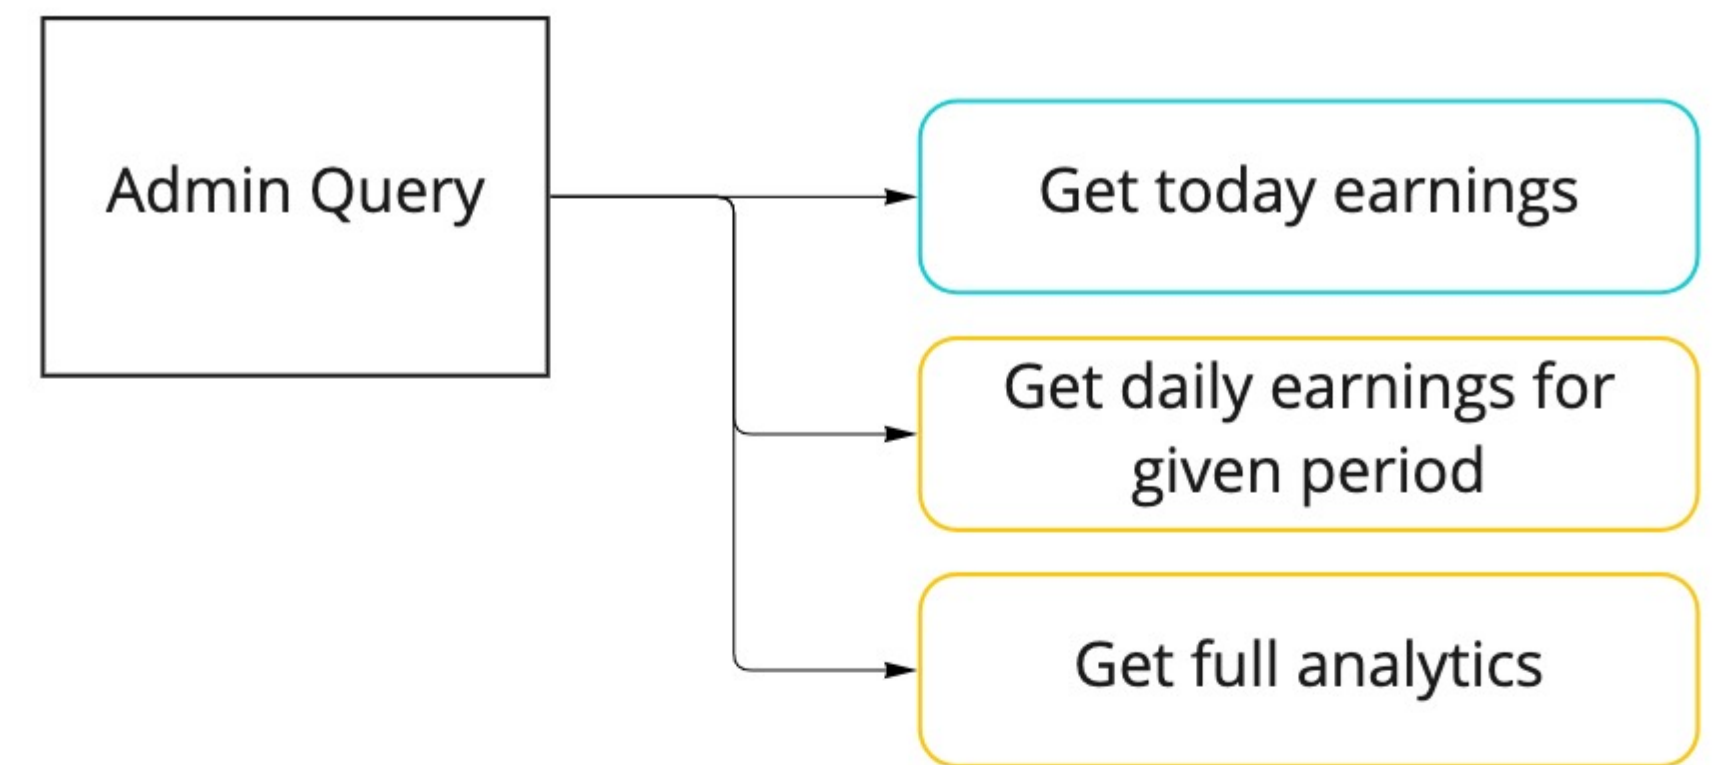 Admin Query
Get today earnings
Get daily earnings for
given period
Get full analytics